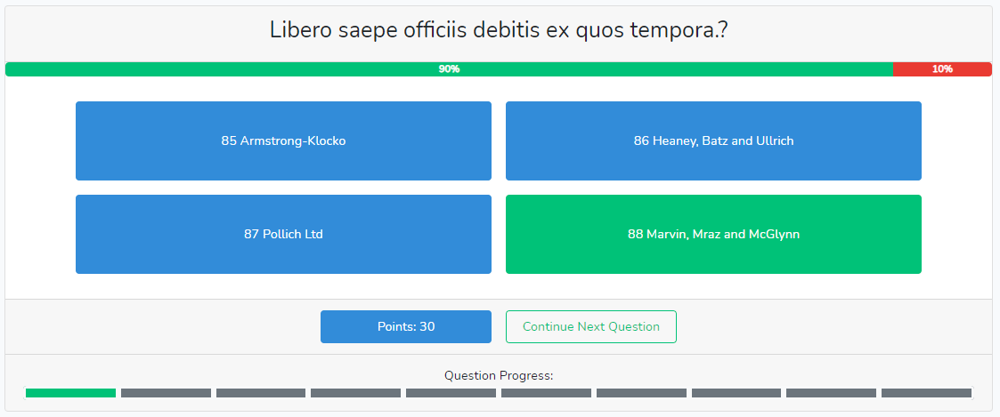 Libero saepe officiis debitis ex quos tempora.?
90% 10%
85 Armstrong-Klocko 86 Heaney, Batz and Ullrich
87 Pollich Ltd 88 Marvin, Mraz and McGlynn
Points: 30 Continue Next Question
Question Progress: